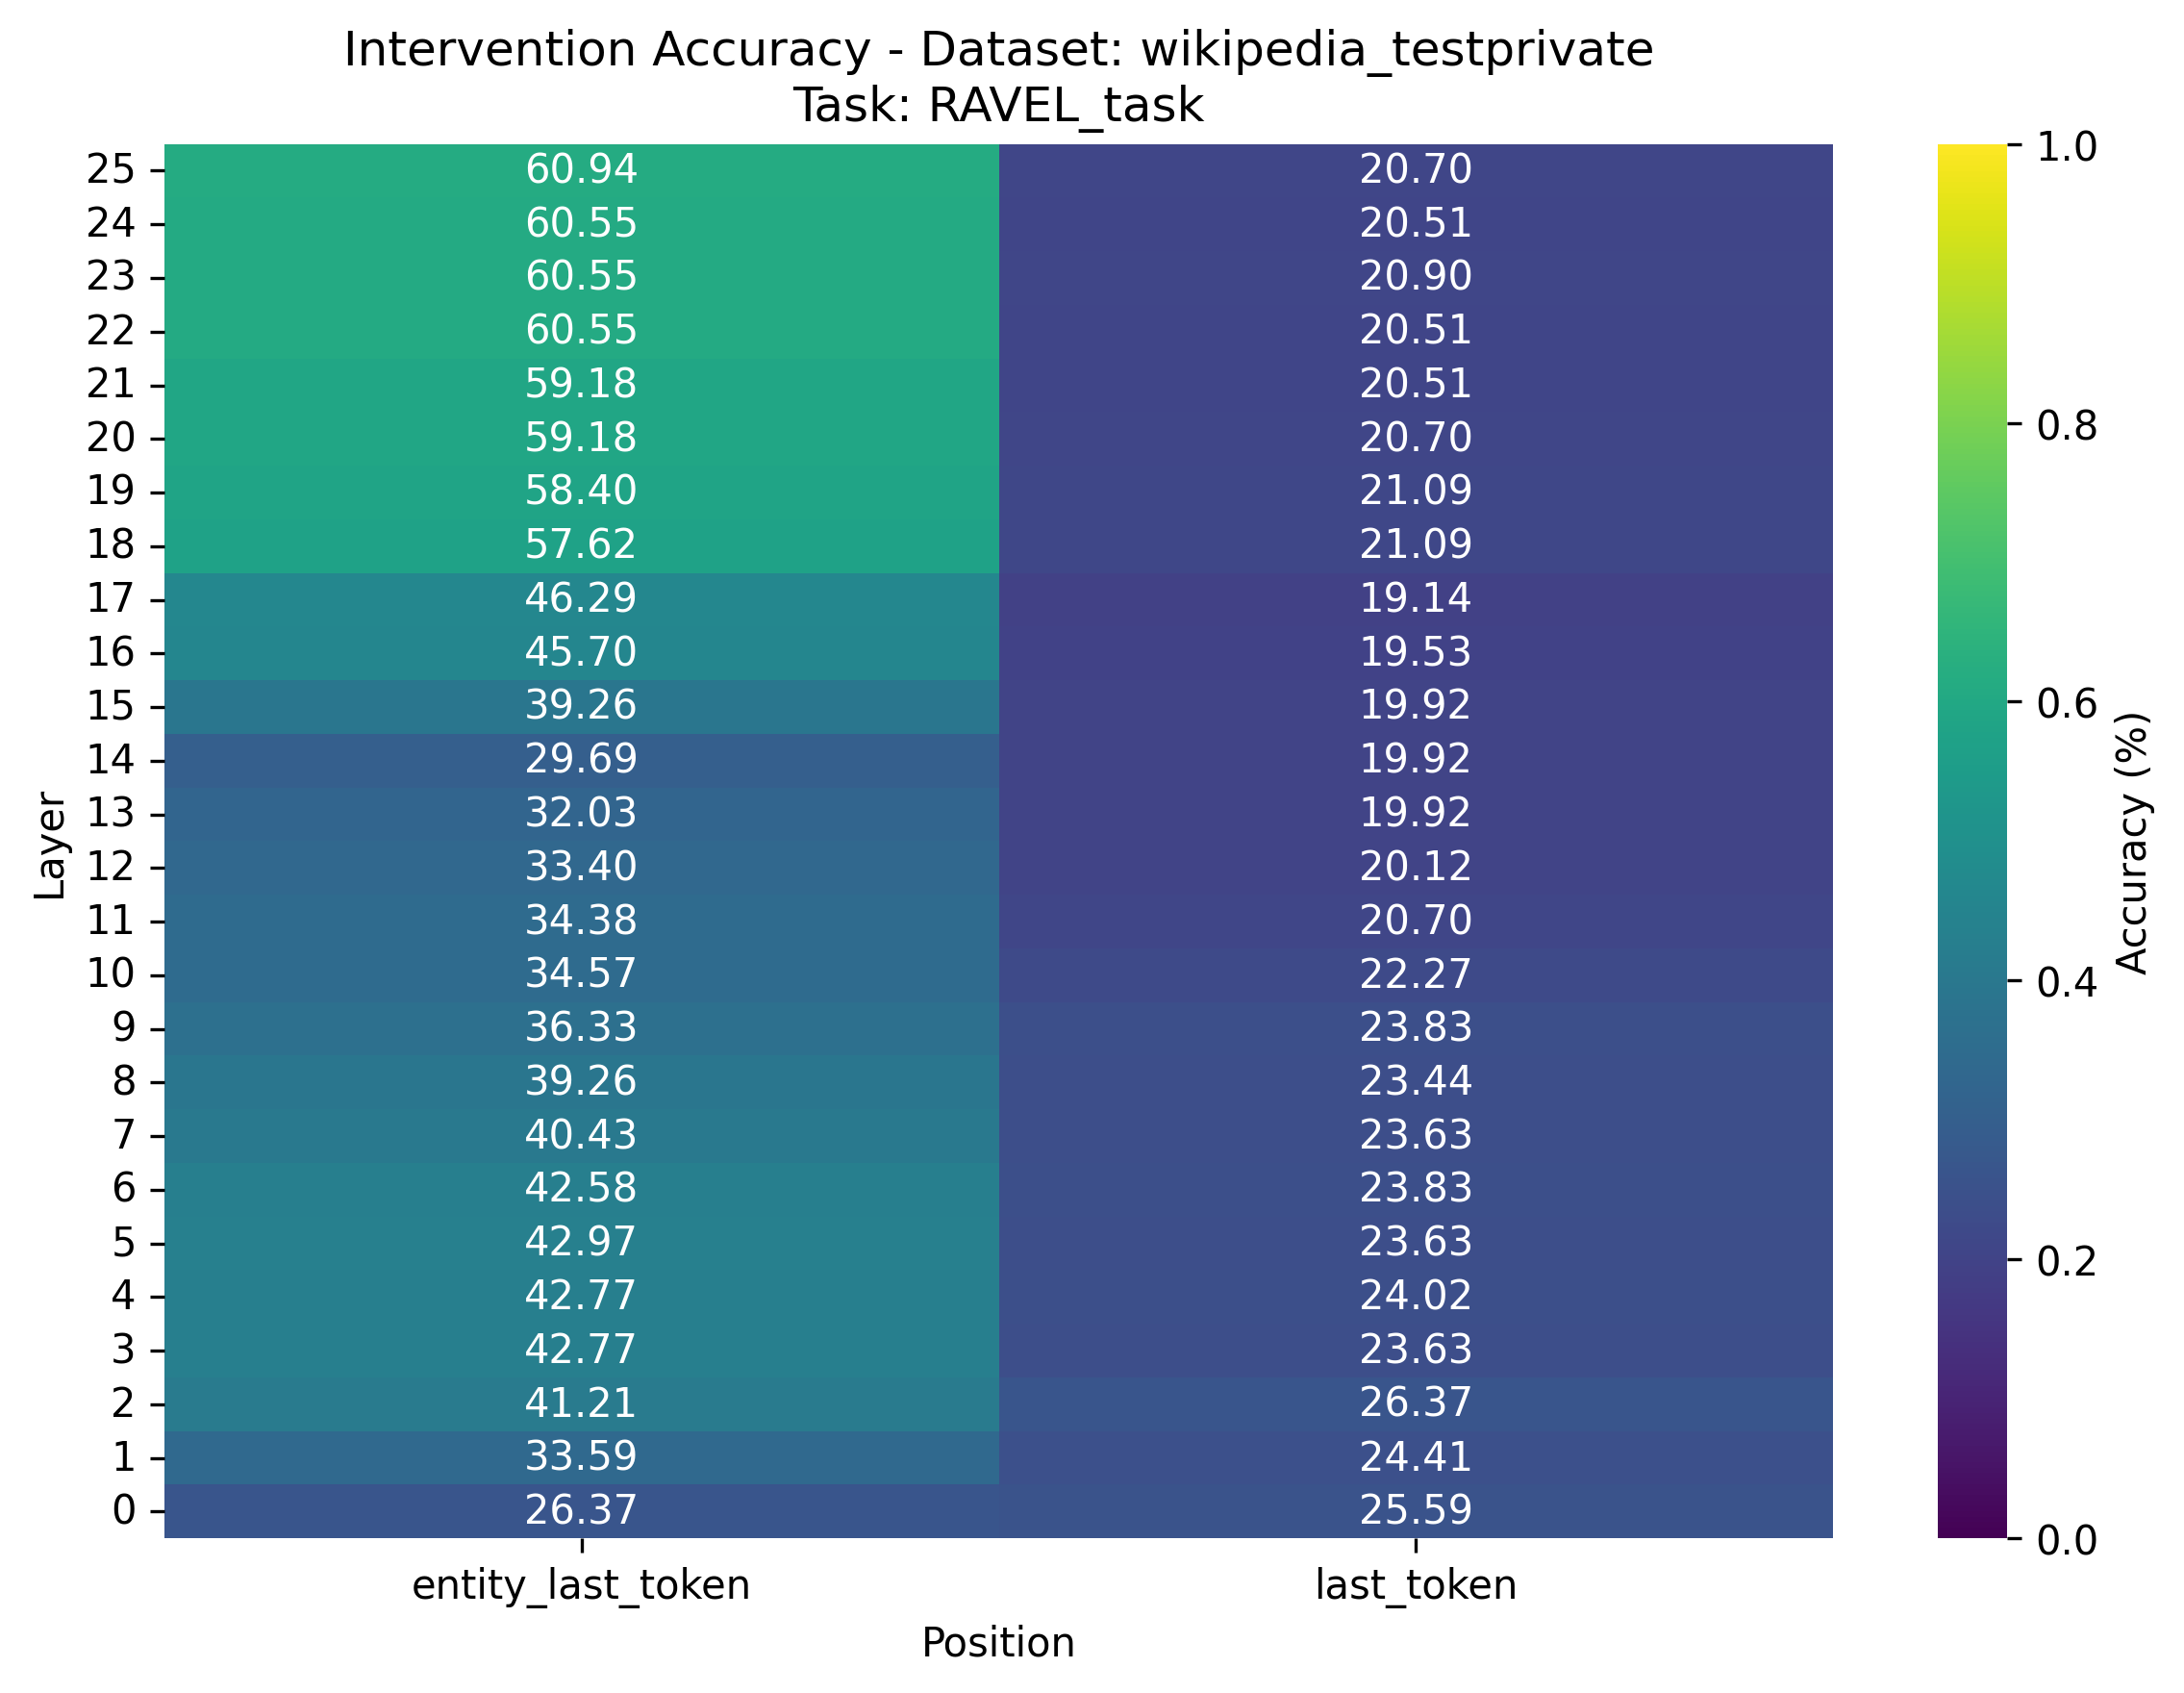 Intervention Accuracy - Dataset: wikipedia_testprivate
Task: RAVEL_task
25 60.94 20.70
24 60.55 20.51
23 60.55 20.90
22 60.55 20.51
21 59.18 20.51
20 59.18 20.70
19 58.40 21.09
18 57.62 21.09
17 46.29 19.14
16 45.70 19.53
15 39.26 19.92
14 29.69 19.92
13 32.03 19.92
12 33.40 20.12
11 34.38 20.70
10 34.57 22.27
9 36.33 23.83
8 39.26 23.44
7 40.43 23.63
6 42.58 23.83
5 42.97 23.63
4 42.77 24.02
3 42.77 23.63
2 41.21 26.37
1 33.59 24.41
0 26.37 25.59
Layer
entity_last_token last_token
Position
1.0
0.8
0.6
0.4
0.2
0.0
Accuracy (%)